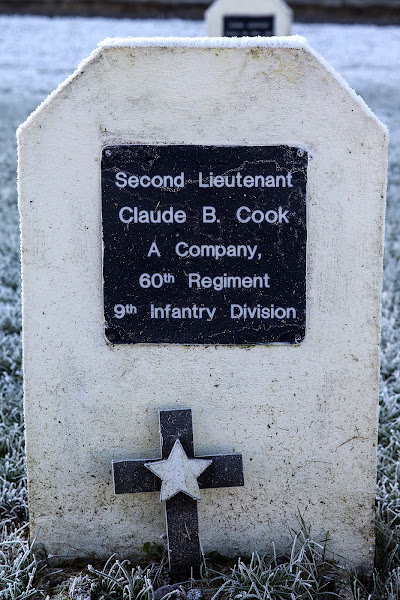 Second Lieutenant
Claude B. Cook
A Company,
60th Regiment
9th Infantry Division